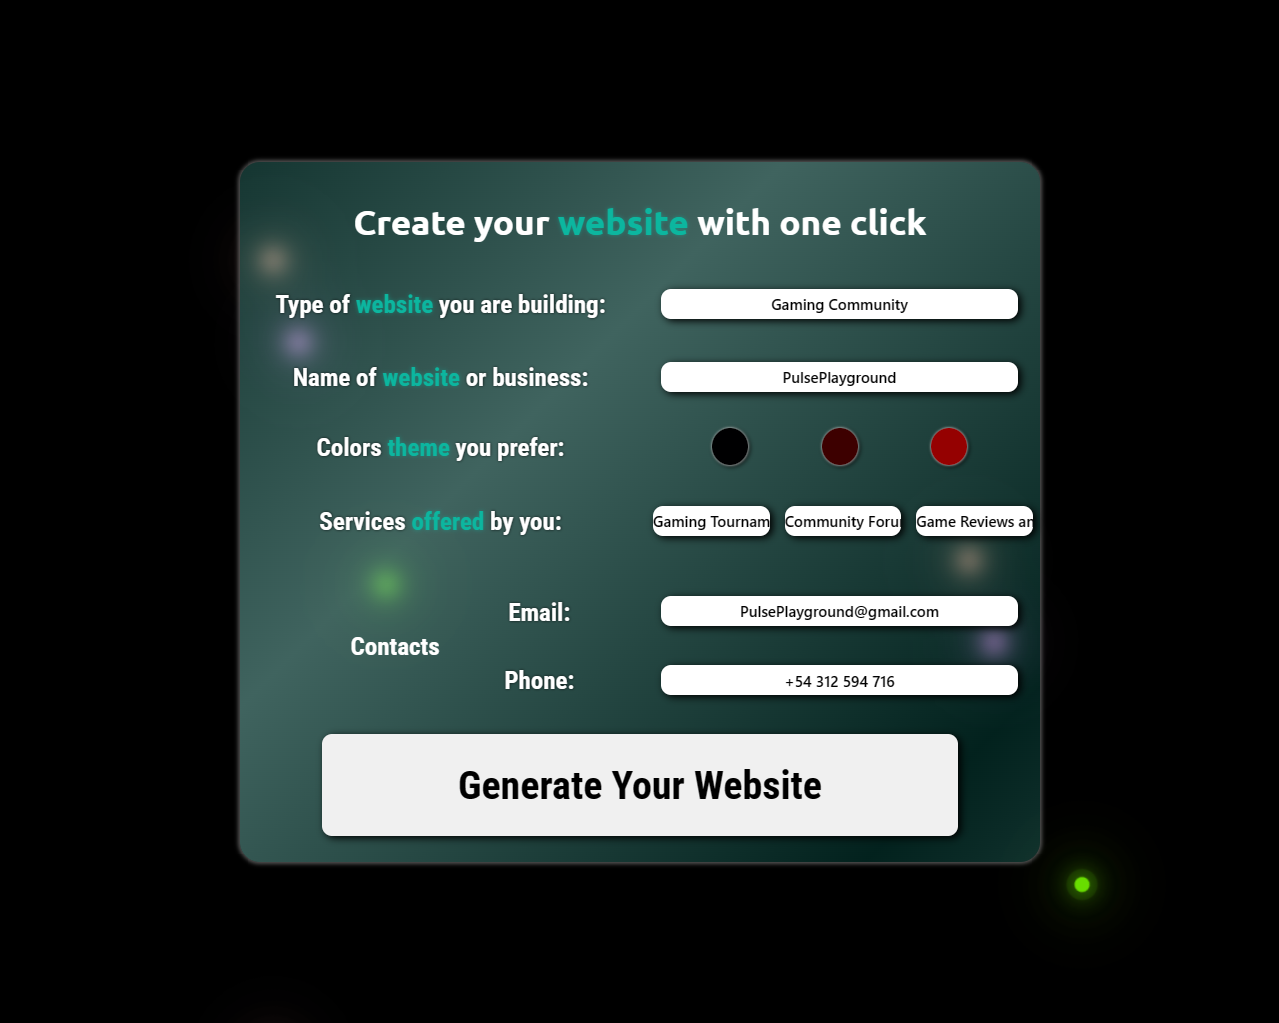 Create your website with one click
Type of website you are building:
Gaming Community
Name of website or business:
PulsePlayground
Colors theme you prefer:
Services offered by you:
Gaming Tournam
Community Foru
Game Reviews an
Contacts
Email:
PulsePlayground@gmail.com
Phone:
+54 312 594 716
Generate Your Website